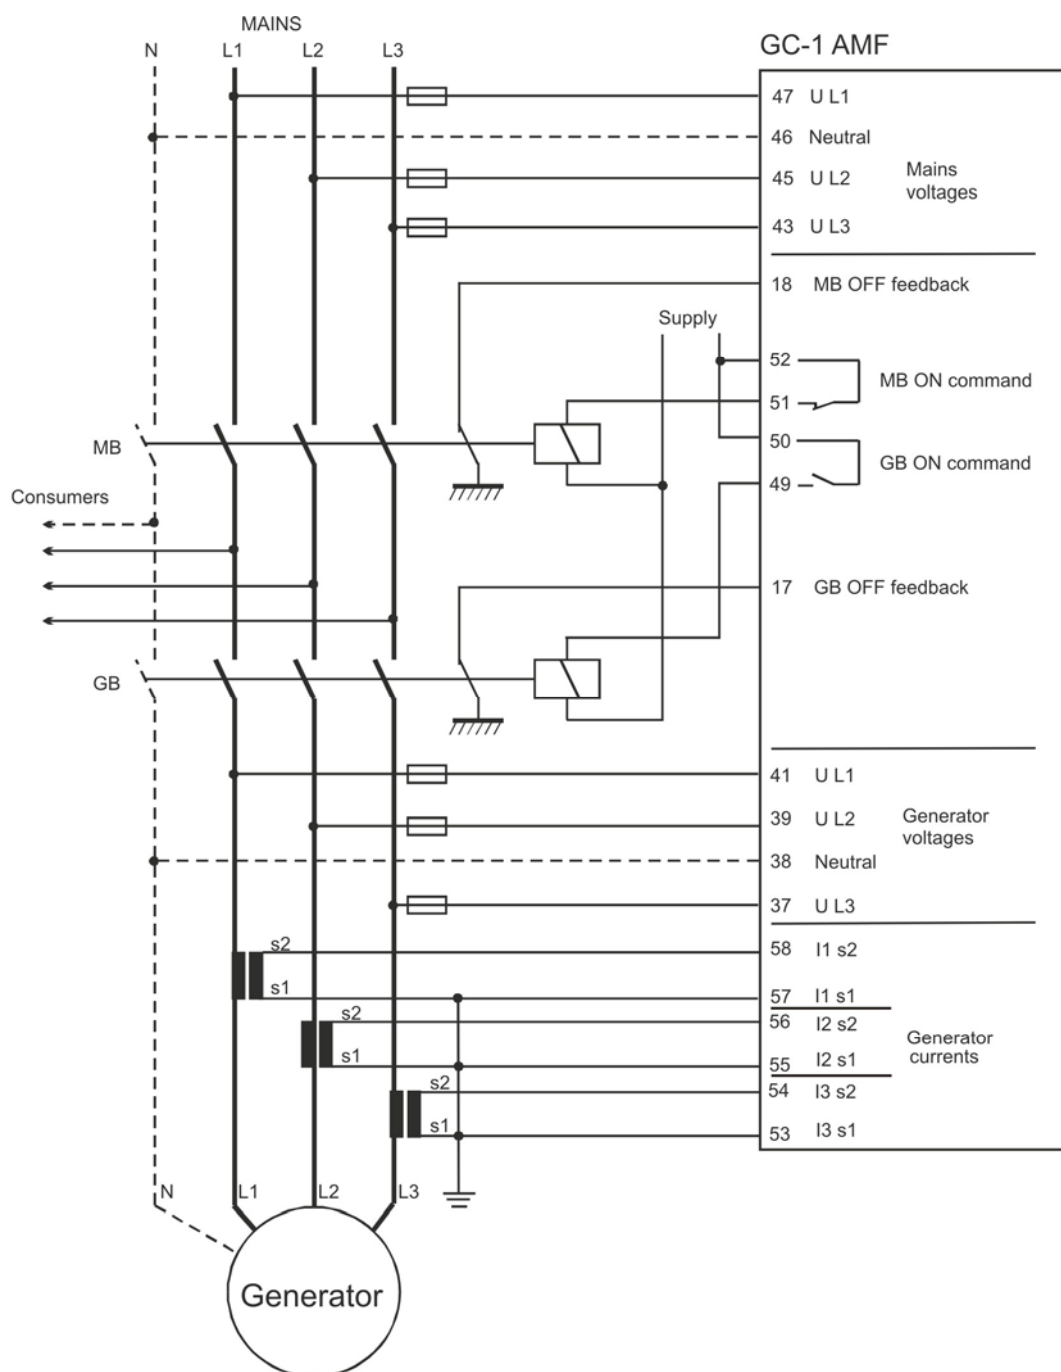 MAINS
N L1 L2 L3
GC-1 AMF
47 U L1
46 Neutral
45 U L2
Mains
voltages
43 U L3
18 MB OFF feedback
Supply
52
MB ON command
51
MB
50
GB ON command
49
Consumers
17 GB OFF feedback
GB
41 U L1
39 U L2
Generator
voltages
38 Neutral
37 U L3
s2
58 I1 s2
s1
57 I1 s1
s2
56 I2 s2
Generator
currents
s1
55 I2 s1
s2
54 I3 s2
s1
53 I3 s1
N L1 L2 L3
Generator